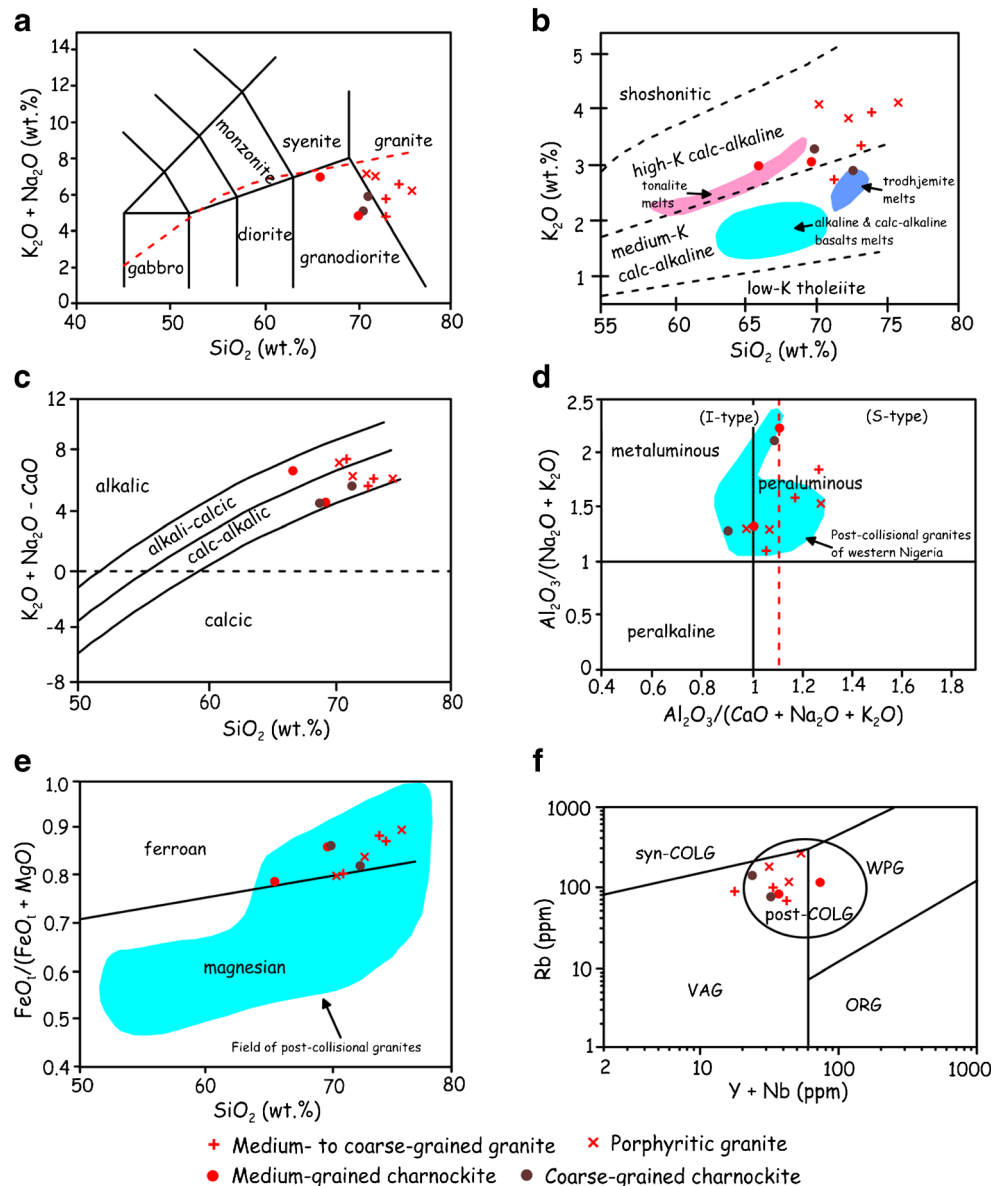 a
K₂O + Na₂O (wt.%)
14
12
10
8
6
4
2
0
40
50
60
70
80
SiO₂ (wt.%)
gabbro
monzonite
diorite
syenite
granite
granodiorite
b
K₂O (wt.%)
5
4
3
2
1
55
60
65
70
75
80
SiO₂ (wt.%)
shoshonitic
high-K calc-alkaline
tonalite
melts
medium-K
calc-alkaline
trodhjemite
melts
alkaline & calc-alkaline
basalts melts
low-K tholeiite
c
K₂O + Na₂O - CaO
12
8
4
0
-4
-8
50
60
70
80
SiO₂ (wt.%)
alkalic
alkali-calcic
calc-alkalic
calcic
d
Al₂O₃/(Na₂O + K₂O)
2.5
2
1.5
1
0.5
0
0.4
0.6
0.8
1
1.2
1.4
1.6
1.8
Al₂O₃/(CaO + Na₂O + K₂O)
(I-type)
(S-type)
metaluminous
peraluminous
Post-collisional granites
of western Nigeria
peralkaline
e
FeOₜ/(FeOₜ + MgO)
1.0
0.9
0.8
0.7
0.6
0.5
0.4
50
60
70
80
SiO₂ (wt.%)
ferroan
magnesian
Field of post-collisional granites
f
Rb (ppm)
1000
100
10
1
2
10
100
1000
Y + Nb (ppm)
syn-COLG
WPG
post-COLG
VAG
ORG
Medium- to coarse-grained granite
Porphyritic granite
Medium-grained charnockite
Coarse-grained charnockite